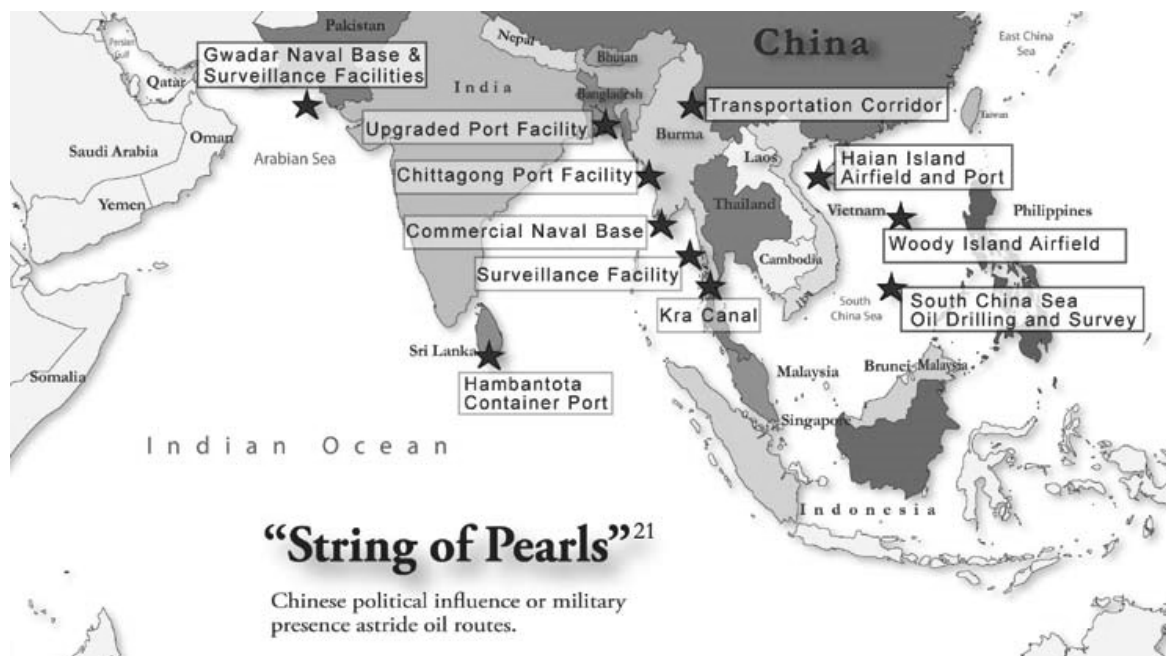 Pakistan
Nepal
China
East China
Sea
Persian
Gulf
Gwadar Naval Base &
Surveillance Facilities
Bhutan
Qatar
India
Bangladesh
Transportation Corridor
Oman
Upgraded Port Facility
Burma
Taiwan
Saudi Arabia
Arabian Sea
Laos
Haian Island
Airfield and Port
Chittagong Port Facility
Yemen
Thailand
Vietnam
Philippines
Commercial Naval Base
Woody Island Airfield
Cambodia
Surveillance Facility
South
China Sea
South China Sea
Oil Drilling and Survey
Kra Canal
Sri Lanka
Somalia
Malaysia
Brunei
Malaysia
Hambantota
Container Port
Singapore
Indian Ocean
Indonesia
“String of Pearls”21
Chinese political influence or military
presence astride oil routes.